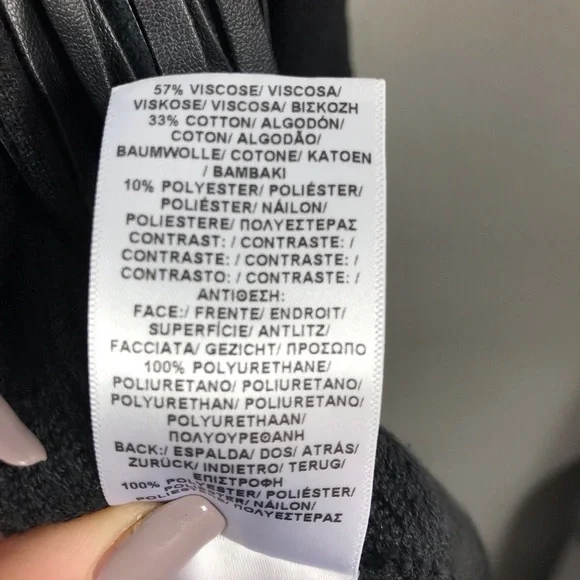 57% VISCOSE/ VISCOSA/
VISKOSE/ VISCOSA/ ΒΙΣΚΟΖΗ
33% COTTON/ ALGODÓN/
COTON/ ALGODÃO/
BAUMWOLLE/ COTONE/ KATOEN
/ ΒΑΜΒΑΚΙ
10% POLYESTER/ POLIÉSTER/
POLIÉSTER/ NÁILON/
POLIESTERE/ ΠΟΛΥΕΣΤΕΡΑΣ
CONTRAST: / CONTRASTE: /
CONTRASTE: / CONTRASTE: /
CONTRASTO: / CONTRASTE: /
ΑΝΤΙΘΕΣΗ:
FACE:/ FRENTE/ ENDROIT/
SUPERFÍCIE/ ANTLITZ/
FACCIATA/ GEZICHT/ ΠΡΟΣΩΠΟ
100% POLYURETHANE/
POLIURETANO/ POLIURETANO/
POLYURETHAN/ POLIURETANO/
POLYURETHAAN/
ΠΟΛΥΟΥΡΕΘΑΝΗ
BACK:/ ESPALDA/ DOS/ ATRÁS/
ZURÜCK/ INDIETRO/ TERUG/
ΕΠΙΣΤΡΟΦΗ
100% POLYESTER/ POLIÉSTER/
POLIÉSTER/ NÁILON/
ΠΟΛΥΕΣΤΕΡΑΣ